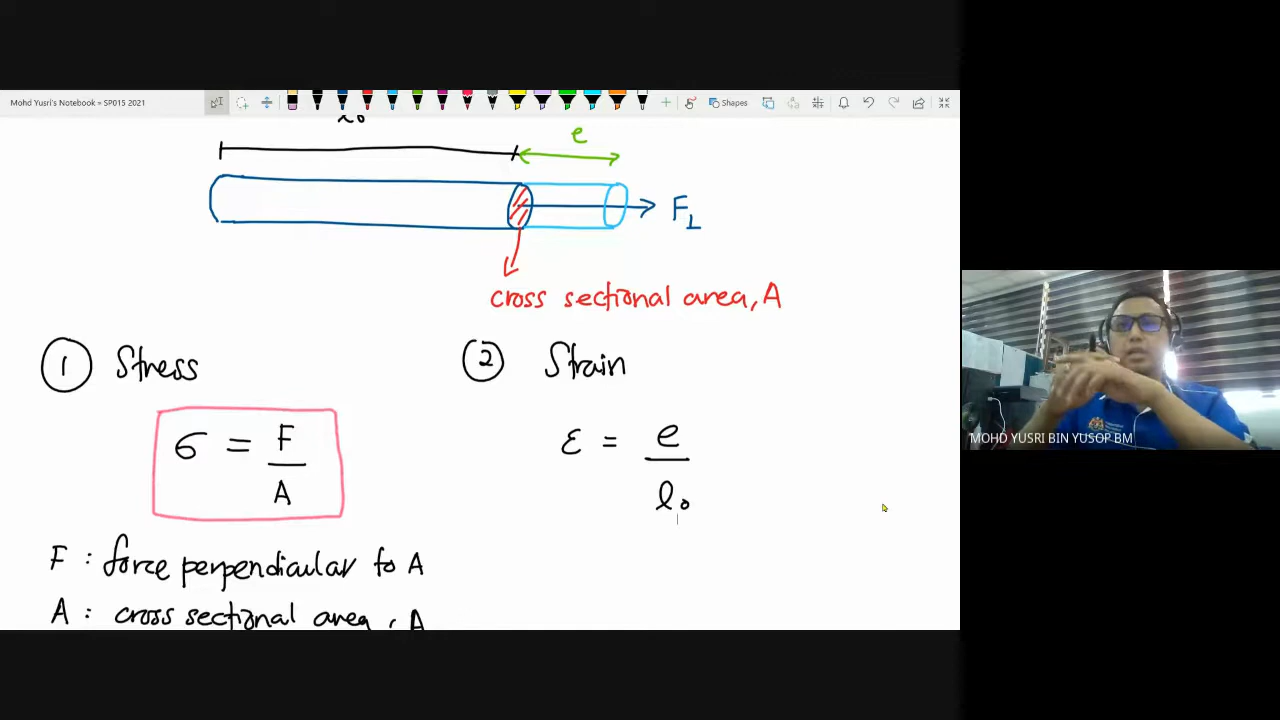 Mohd Yusri's Notebook = SP015 2021
Shapes
l₀
e
F⊥
cross sectional area, A
① Stress
② Strain
σ = F/A
ε = e/l₀
F : force perpendicular to A
A : cross sectional area, A
MOHD YUSRI BIN YUSOP BM